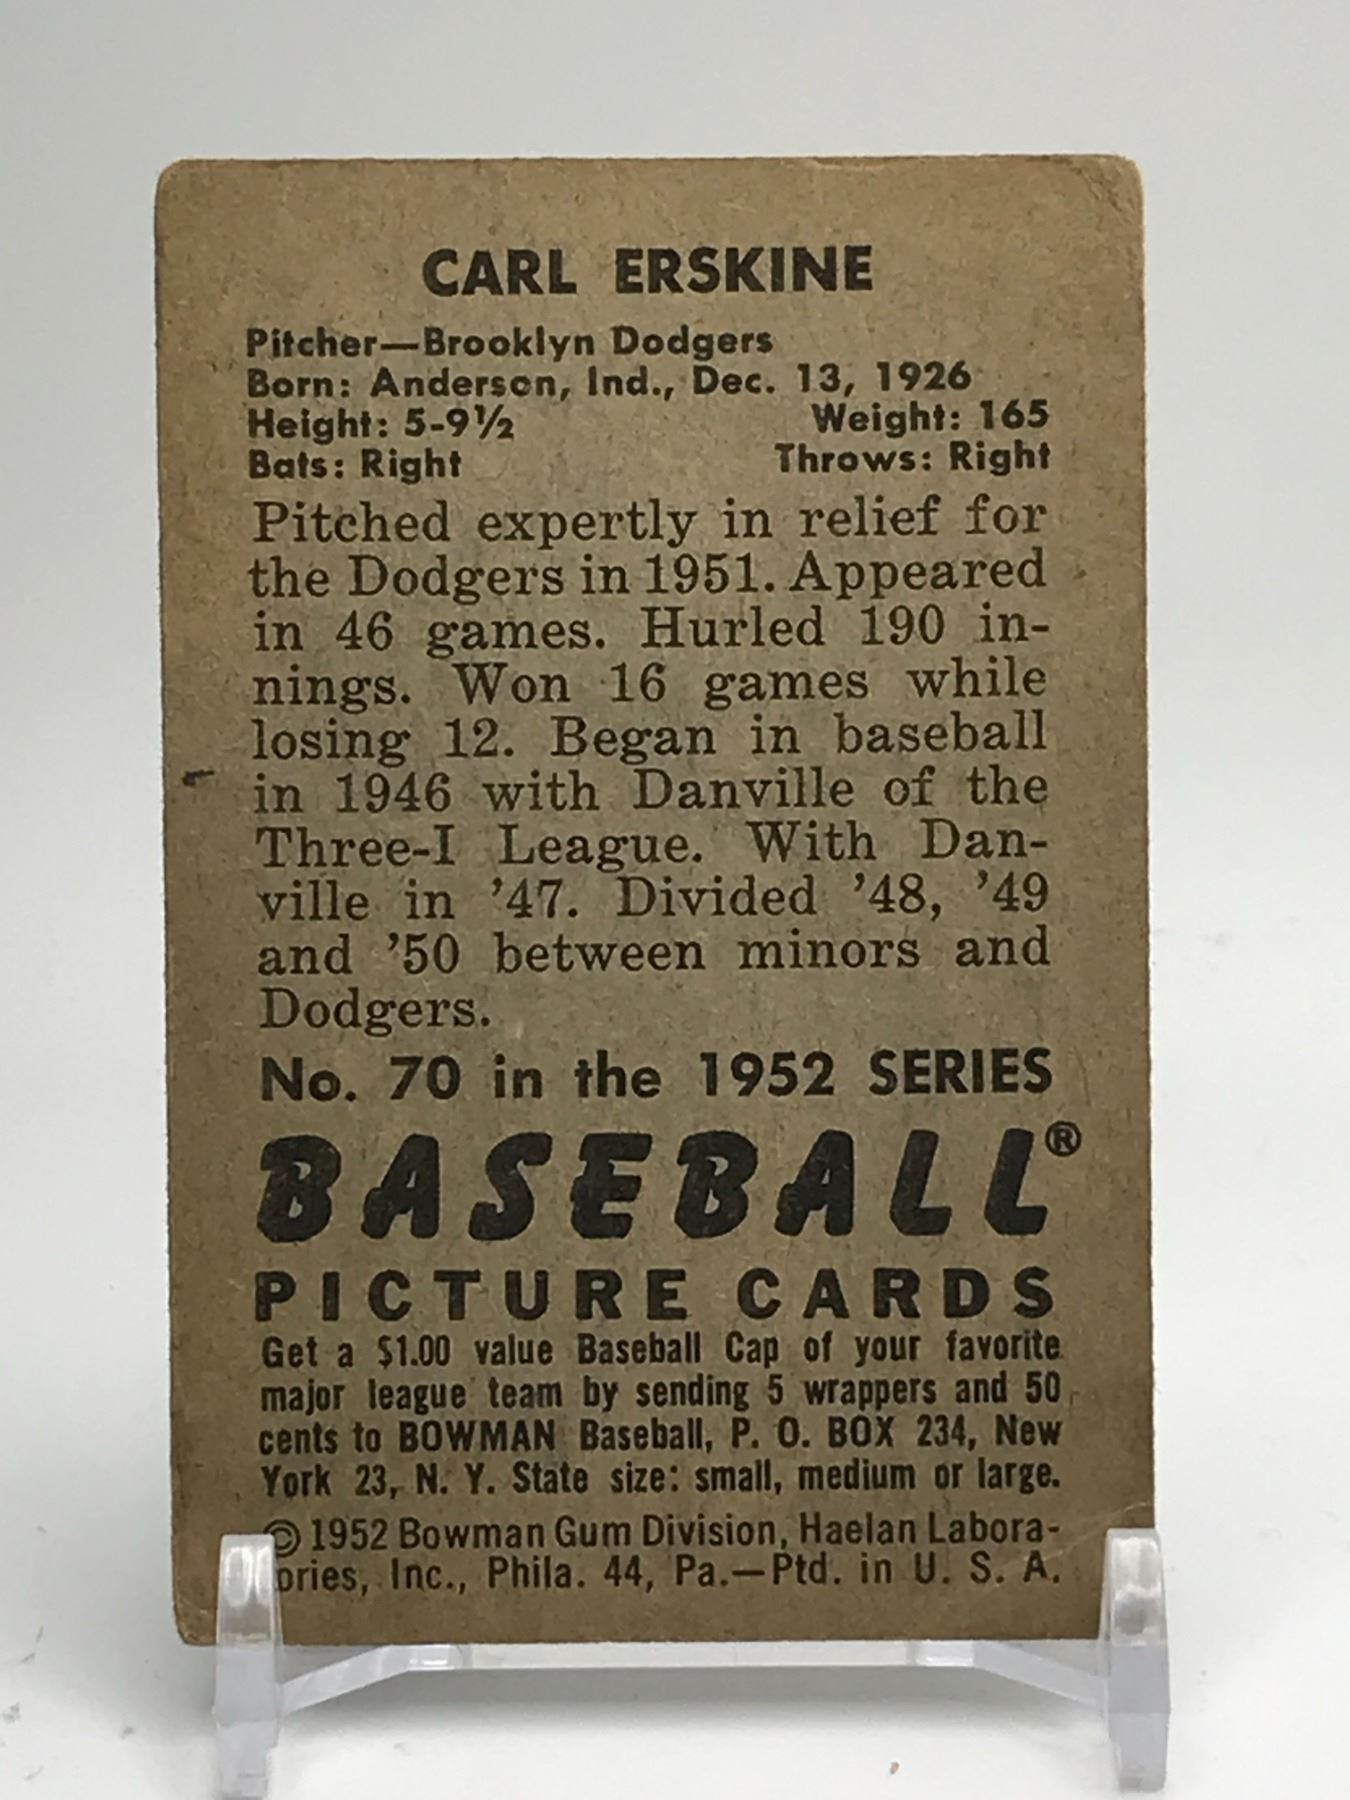 CARL ERSKINE
Pitcher—Brooklyn Dodgers
Born: Anderson, Ind., Dec. 13, 1926
Height: 5-9½ Weight: 165
Bats: Right Throws: Right
Pitched expertly in relief for
the Dodgers in 1951. Appeared
in 46 games. Hurled 190 in-
nings. Won 16 games while
losing 12. Began in baseball
in 1946 with Danville of the
Three-I League. With Dan-
ville in '47. Divided '48, '49
and '50 between minors and
Dodgers.
No. 70 in the 1952 SERIES
BASEBALL®
PICTURE CARDS
Get a $1.00 value Baseball Cap of your favorite
major league team by sending 5 wrappers and 50
cents to BOWMAN Baseball, P. O. BOX 234, New
York 23, N. Y. State size: small, medium or large.
© 1952 Bowman Gum Division, Haelan Labora-
ories, Inc., Phila. 44, Pa.—Ptd. in U. S. A.